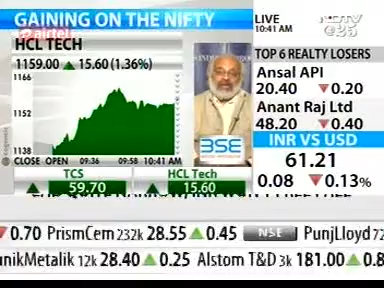 GAINING ON THE NIFTY
airtel
HCL TECH
1159.00 ▲ 15.60 (1.36%)
1166
1152
1138
CLOSE OPEN 09:36 09:58 10:41 AM
TCS
▲ 59.70
HCL Tech
▲ 15.60
BSE
LIVE
10:41 AM
NDTV
@25
TOP 6 REALTY LOSERS
Ansal API
20.40 ▼ 0.20
Anant Raj Ltd
48.20 ▼ 0.40
INR VS USD
61.21
0.08 ▼ 0.13%
▼ 0.70 PrismCem 232k 28.55 ▲ 0.45 NSE PunjLloyd 72
nikMetalik 12k 28.40 ▲ 0.25 Alstom T&D 3k 181.00 ▲ 0.8